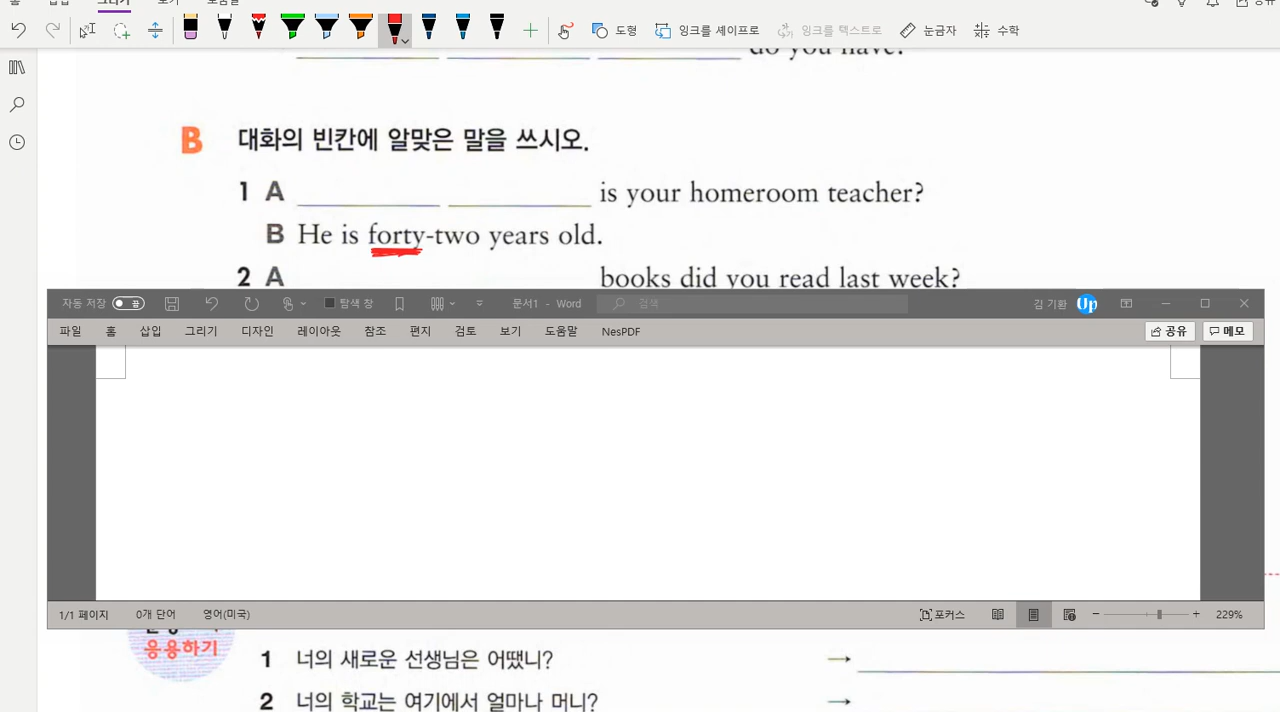 도형 잉크를 셰이프로 잉크를 텍스트로 눈금자 수학
do you have?
B 대화의 빈칸에 알맞은 말을 쓰시오.
1 A is your homeroom teacher?
B He is forty-two years old.
2 A books did you read last week?
자동 저장 탐색 창 문서1 - Word 검색 김 기환 Up
파일 홈 삽입 그리기 디자인 레이아웃 참조 편지 검토 보기 도움말 NesPDF 공유 메모
1/1 페이지 0개 단어 영어(미국) 포커스 229%
응용하기
1 너의 새로운 선생님은 어땠니? →
2 너의 학교는 여기에서 얼마나 머니? →